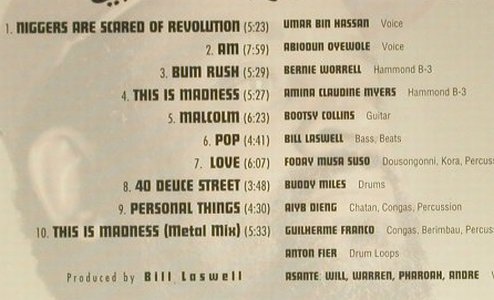 1. NIGGERS ARE SCARED OF REVOLUTION (5:23)
2. AM (7:59)
3. BUM RUSH (5:29)
4. THIS IS MADNESS (5:27)
5. MALCOLM (6:23)
6. POP (4:41)
7. LOVE (6:07)
8. 40 DEUCE STREET (3:48)
9. PERSONAL THINGS (4:30)
10. THIS IS MADNESS (Metal Mix) (5:33)
Produced by Bill Laswell
UMAR BIN HASSAN Voice
ABIODUN OYEWOLE Voice
BERNIE WORRELL Hammond B-3
AMINA CLAUDINE MYERS Hammond B-3
BOOTSY COLLINS Guitar
BILL LASWELL Bass, Beats
FODAY MUSA SUSO Dousongonni, Kora, Percuss
BUDDY MILES Drums
AIYB DIENG Chatan, Congas, Percussion
GUILHERME FRANCO Congas, Berimbau, Percuss
ANTON FIER Drum Loops
ASANTE: WILL, WARREN, PHAROAH, ANDRE V